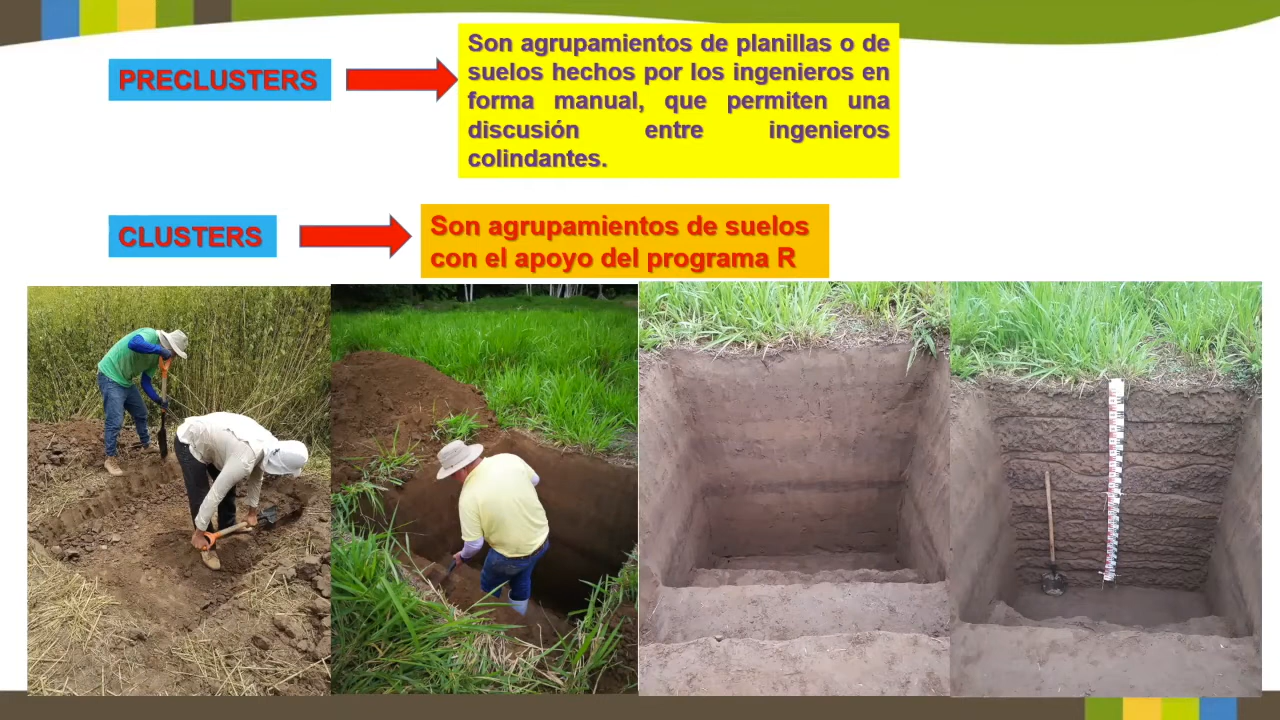 PRECLUSTERS
Son agrupamientos de planillas o de
suelos hechos por los ingenieros en
forma manual, que permiten una
discusión entre ingenieros
colindantes.
CLUSTERS
Son agrupamientos de suelos
con el apoyo del programa R